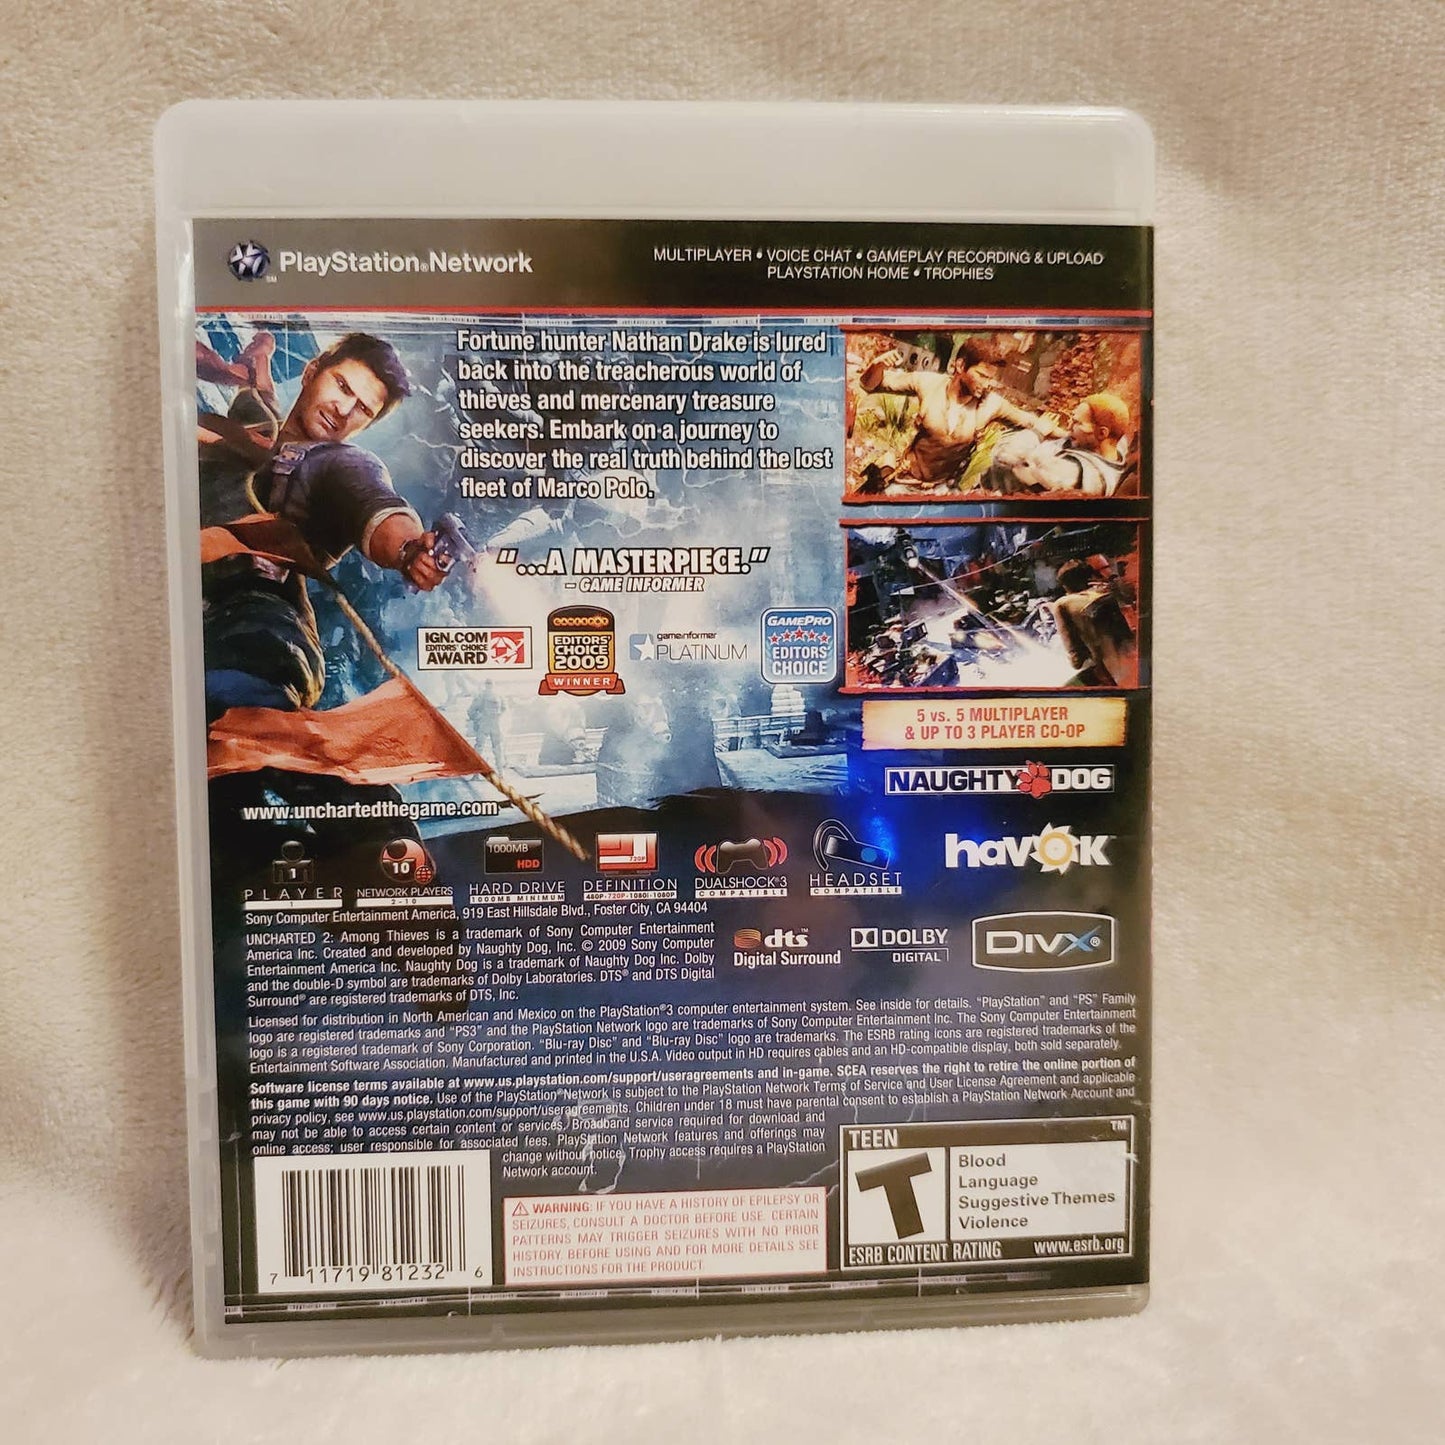 PlayStation®Network
SM
MULTIPLAYER • VOICE CHAT • GAMEPLAY RECORDING & UPLOAD
PLAYSTATION HOME • TROPHIES
Fortune hunter Nathan Drake is lured
back into the treacherous world of
thieves and mercenary treasure
seekers. Embark on a journey to
discover the real truth behind the lost
fleet of Marco Polo.
"...A MASTERPIECE."
– GAME INFORMER
IGN.COM
EDITORS' CHOICE
AWARD
GAMESPOT
EDITORS'
CHOICE
2009
WINNER
gameinformer
PLATINUM
GAMEPRO
EDITORS'
CHOICE
5 vs. 5 MULTIPLAYER
& UP TO 3 PLAYER CO-OP
NAUGHTY DOG
www.unchartedthegame.com
havok
1
PLAYER
1
10
NETWORK PLAYERS
2-10
1000MB
HDD
HARD DRIVE
1000MB MINIMUM
720P
DEFINITION
480P·720P·1080i·1080P
DUALSHOCK®3
COMPATIBLE
HEADSET
COMPATIBLE
Sony Computer Entertainment America, 919 East Hillsdale Blvd., Foster City, CA 94404
UNCHARTED 2: Among Thieves is a trademark of Sony Computer Entertainment
America Inc. Created and developed by Naughty Dog, Inc. © 2009 Sony Computer
Entertainment America Inc. Naughty Dog is a trademark of Naughty Dog Inc. Dolby
and the double-D symbol are trademarks of Dolby Laboratories. DTS® and DTS Digital
Surround® are registered trademarks of DTS, Inc.
dts™
Digital Surround
DOLBY
DIGITAL
DIVX®
Licensed for distribution in North American and Mexico on the PlayStation®3 computer entertainment system. See inside for details. "PlayStation" and "PS" Family
logo are registered trademarks and "PS3" and the PlayStation Network logo are trademarks of Sony Computer Entertainment Inc. The Sony Computer Entertainment
logo is a registered trademark of Sony Corporation. "Blu-ray Disc" and "Blu-ray Disc" logo are trademarks. The ESRB rating icons are registered trademarks of the
Entertainment Software Association. Manufactured and printed in the U.S.A. Video output in HD requires cables and an HD-compatible display, both sold separately.
Software license terms available at www.us.playstation.com/support/useragreements and in-game. SCEA reserves the right to retire the online portion of
this game with 90 days notice. Use of the PlayStation®Network is subject to the PlayStation Network Terms of Service and User License Agreement and applicable
privacy policy, see www.us.playstation.com/support/useragreements. Children under 18 must have parental consent to establish a PlayStation Network Account and
may not be able to access certain content or services. Broadband service required for download and
online access; user responsible for associated fees. PlayStation Network features and offerings may
change without notice. Trophy access requires a PlayStation
Network account.
7 11719 81232 6
WARNING: IF YOU HAVE A HISTORY OF EPILEPSY OR
SEIZURES, CONSULT A DOCTOR BEFORE USE. CERTAIN
PATTERNS MAY TRIGGER SEIZURES WITH NO PRIOR
HISTORY. BEFORE USING AND FOR MORE DETAILS SEE
INSTRUCTIONS FOR THE PRODUCT.
TEEN
TM
T
Blood
Language
Suggestive Themes
Violence
ESRB CONTENT RATING www.esrb.org